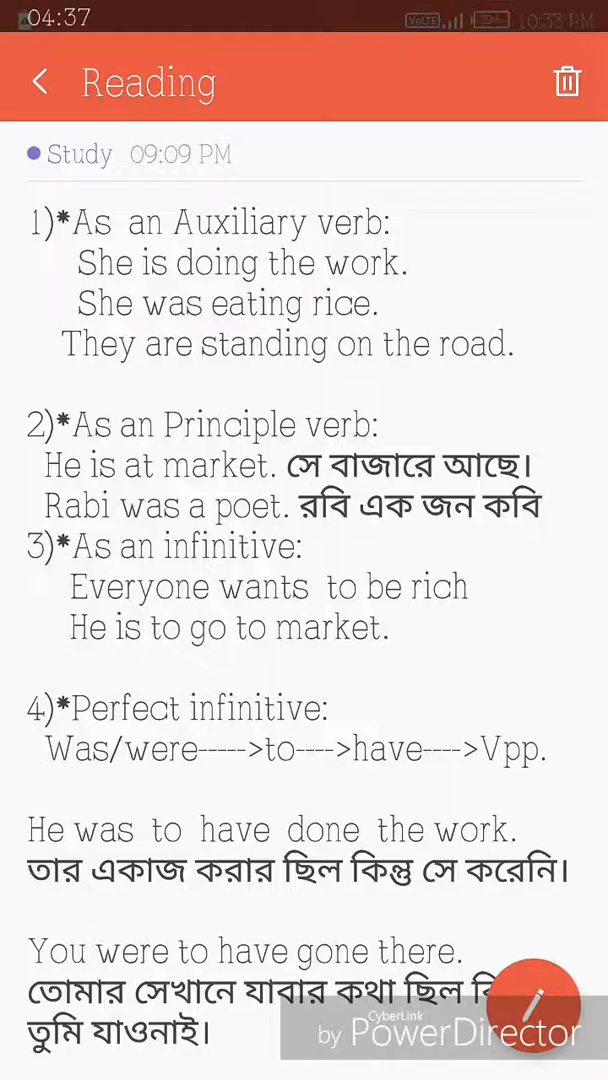 04:37 VoLTE 10:33 PM
Reading
Study 09:09 PM
1)*As an Auxiliary verb:
She is doing the work.
She was eating rice.
They are standing on the road.
2)*As an Principle verb:
He is at market. সে বাজারে আছে।
Rabi was a poet. রবি এক জন কবি
3)*As an infinitive:
Everyone wants to be rich
He is to go to market.
4)*Perfect infinitive:
Was/were----->to---->have---->Vpp.
He was to have done the work.
তার একাজ করার ছিল কিন্তু সে করেনি।
You were to have gone there.
তোমার সেখানে যাবার কথা ছিল
তুমি যাওনাই।
CyberLink
by PowerDirector